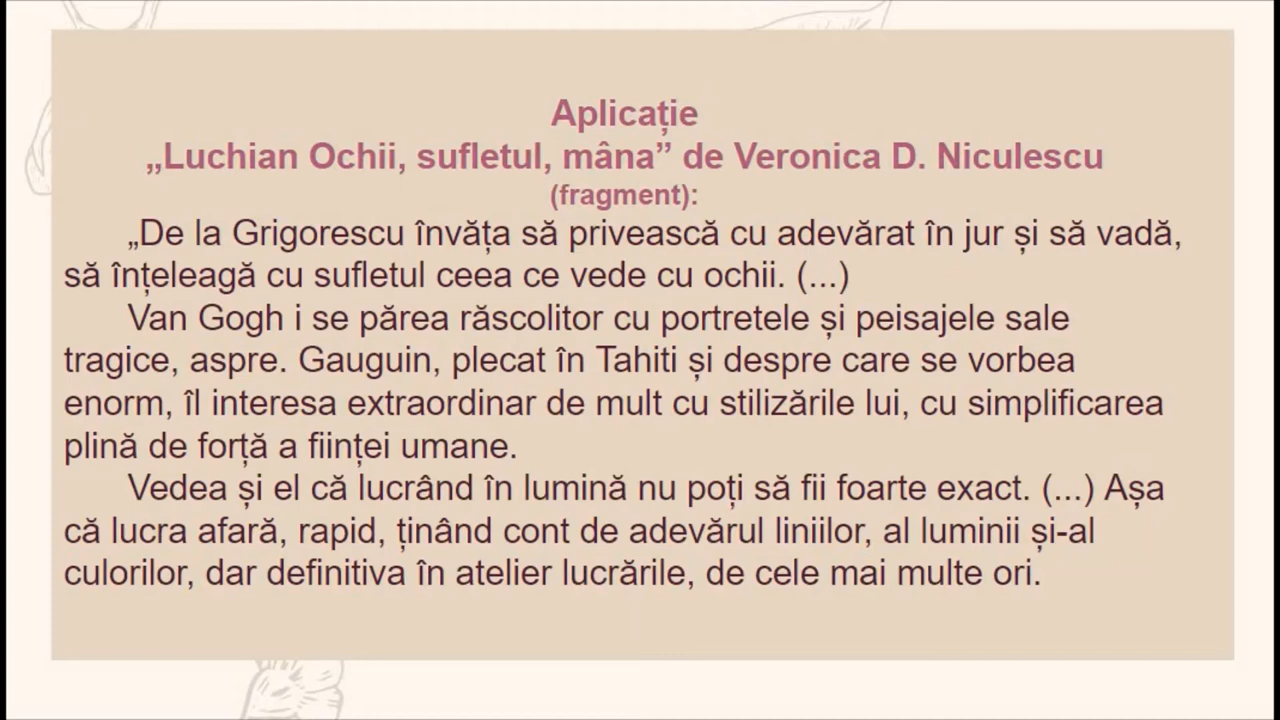 Aplicație
„Luchian Ochii, sufletul, mâna” de Veronica D. Niculescu
(fragment):
„De la Grigorescu învăța să privească cu adevărat în jur și să vadă,
să înțeleagă cu sufletul ceea ce vede cu ochii. (...)
Van Gogh i se părea răscolitor cu portretele și peisajele sale
tragice, aspre. Gauguin, plecat în Tahiti și despre care se vorbea
enorm, îl interesa extraordinar de mult cu stilizările lui, cu simplificarea
plină de forță a ființei umane.
Vedea și el că lucrând în lumină nu poți să fii foarte exact. (...) Așa
că lucra afară, rapid, ținând cont de adevărul liniilor, al luminii și-al
culorilor, dar definitiva în atelier lucrările, de cele mai multe ori.